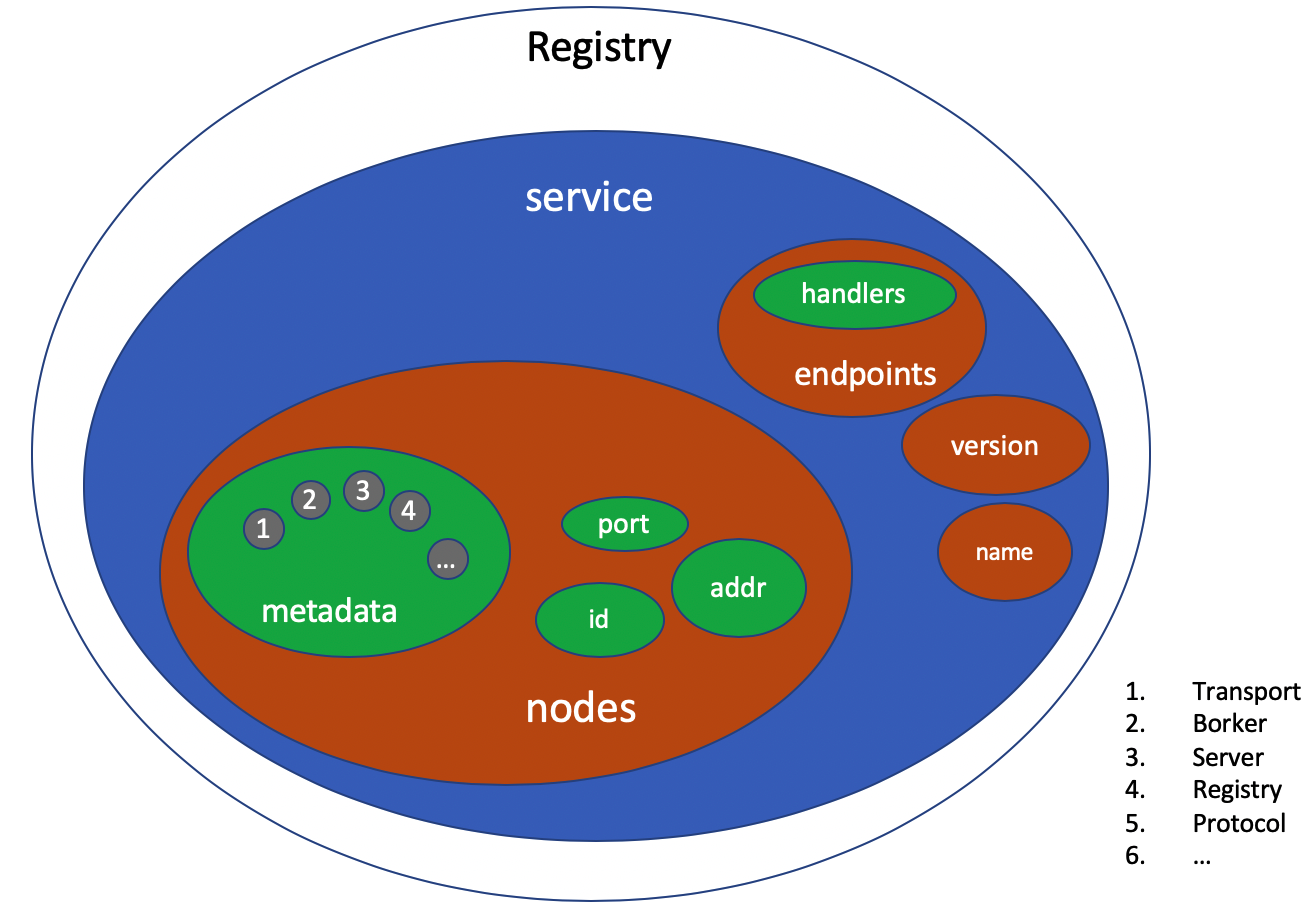 Registry
service
handlers
endpoints
version
name
1
2
3
4
...
metadata
port
addr
id
nodes
1. Transport
2. Borker
3. Server
4. Registry
5. Protocol
6. ...